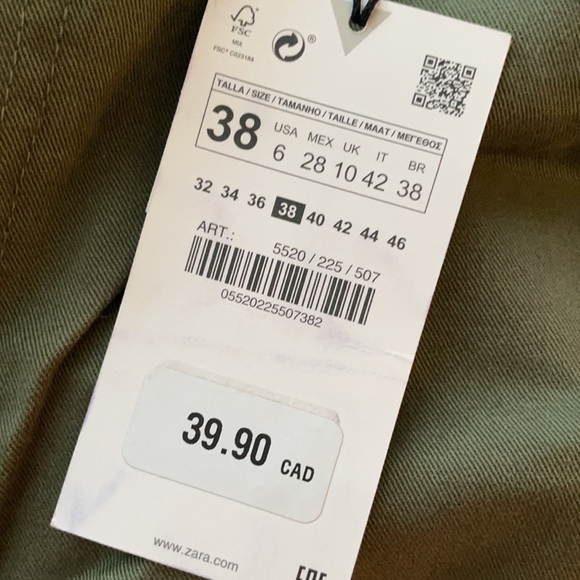 FSC
MIX
FSC® C023184
®
TALLA / SIZE / TAMANHO / TAILLE / MAAT / ΜΕΓΕΘΟΣ
38 USA MEX UK IT BR
6 28 10 42 38
32 34 36 38 40 42 44 46
ART.: 5520 / 225 / 507
05520225507382
39.90 CAD
www.zara.com